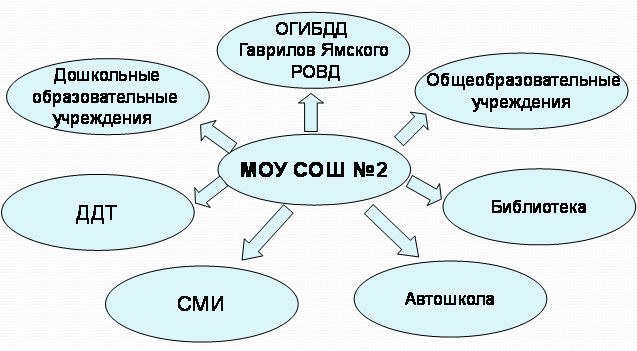 ОГИБДД
Гаврилов Ямского
РОВД
Дошкольные
образовательные
учреждения
Общеобразовательные
учреждения
МОУ СОШ №2
ДДТ
Библиотека
СМИ
Автошкола